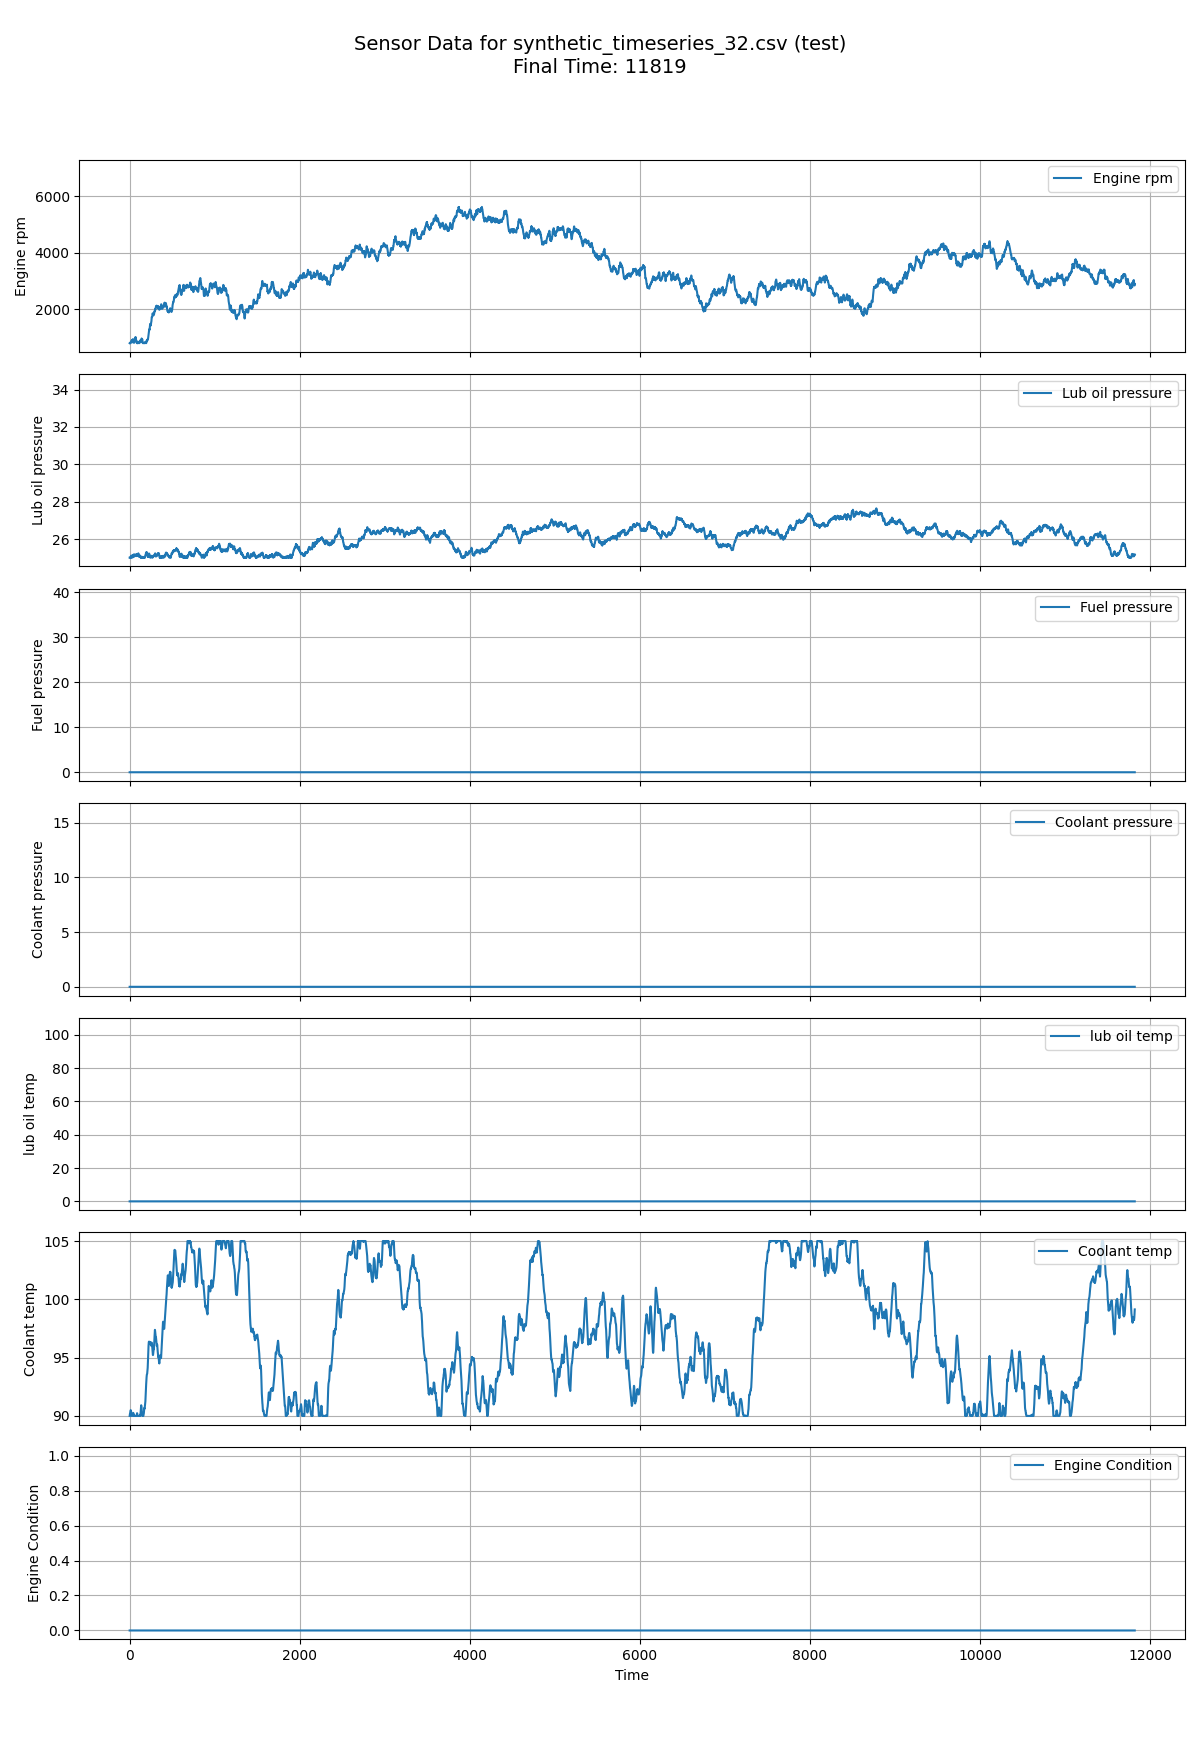 Sensor Data for synthetic_timeseries_32.csv (test)
Final Time: 11819
Engine rpm
6000
4000
2000
Engine rpm
Lub oil pressure
34
32
30
28
26
Lub oil pressure
Fuel pressure
40
30
20
10
0
Fuel pressure
Coolant pressure
15
10
5
0
Coolant pressure
lub oil temp
100
80
60
40
20
0
lub oil temp
Coolant temp
105
100
95
90
Coolant temp
Engine Condition
1.0
0.8
0.6
0.4
0.2
0.0
Engine Condition
0 2000 4000 6000 8000 10000 12000
Time